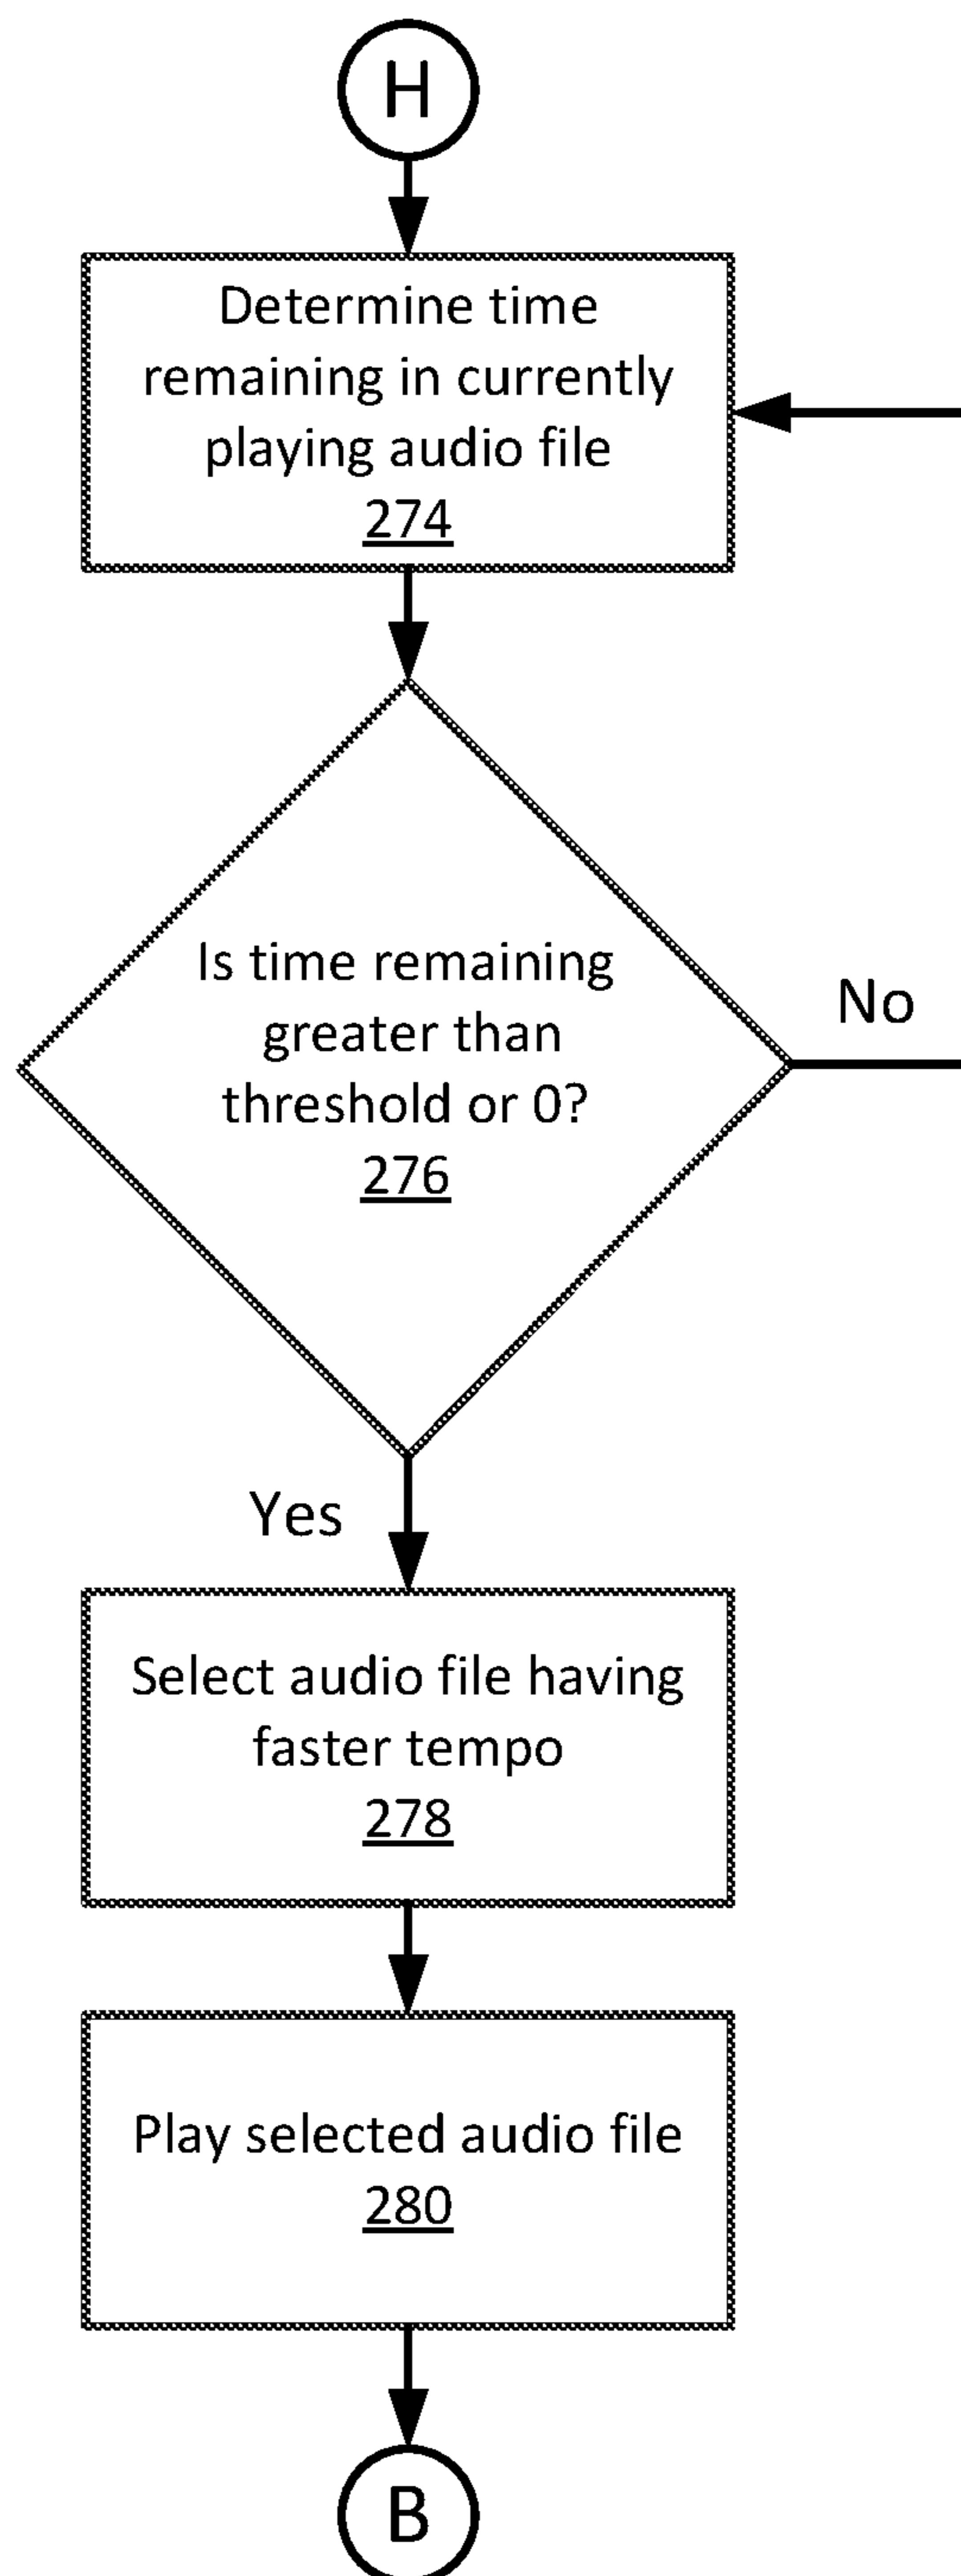 H
Determine time
remaining in currently
playing audio file
274
Is time remaining
greater than
threshold or 0?
276
No
Yes
Select audio file having
faster tempo
278
Play selected audio file
280
B